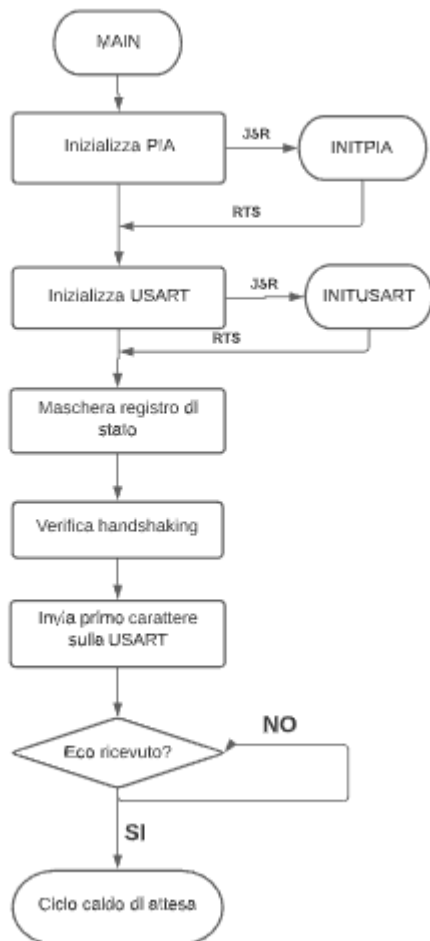 MAIN
Inizializza PIA
JSR
INITPIA
RTS
Inizializza USART
JSR
INITUSART
RTS
Maschera registro di
stato
Verifica handshaking
Invia primo carattere
sulla USART
Eco ricevuto?
NO
SI
Ciclo caldo di attesa